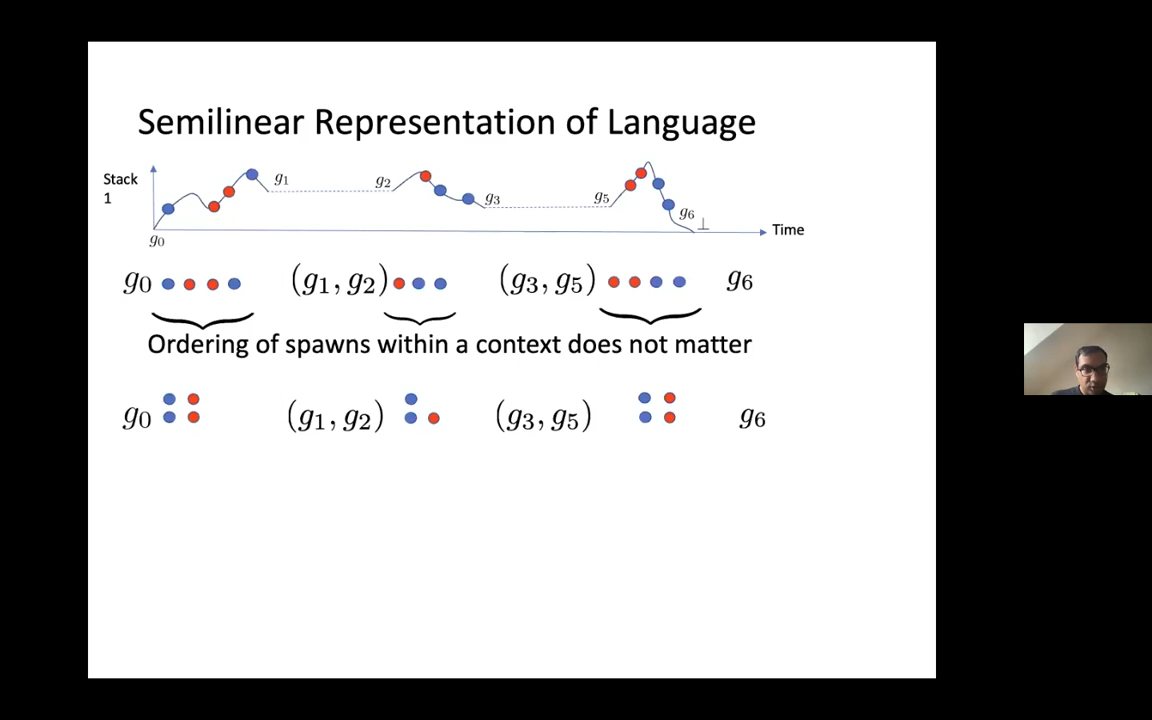 Semilinear Representation of Language
Stack
1
g₁
g₂
g₃
g₅
g₆
⊥
Time
g₀
g₀ (g₁, g₂) (g₃, g₅) g₆
Ordering of spawns within a context does not matter
g₀ (g₁, g₂) (g₃, g₅) g₆